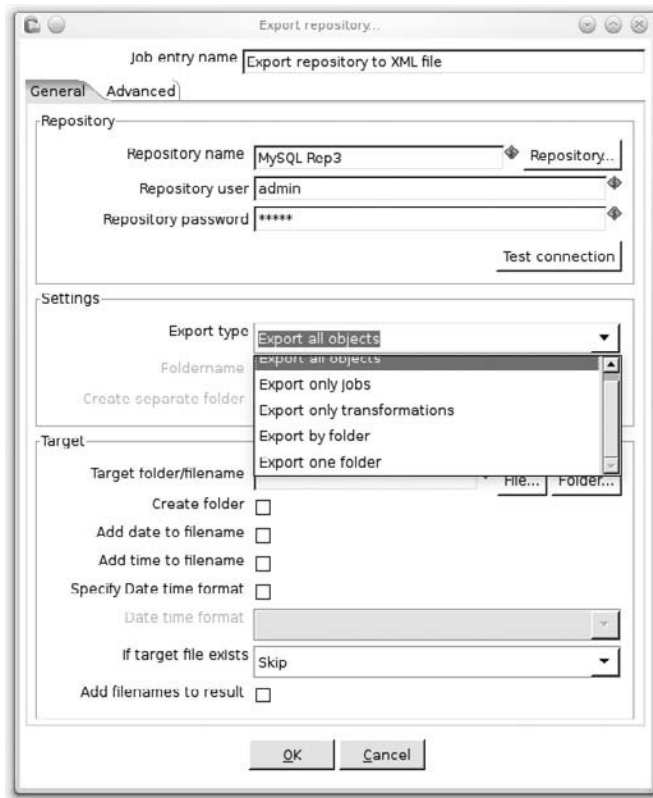 Export repository...
Job entry name Export repository to XML file
General Advanced
Repository
Repository name MySQL Rep3 Repository...
Repository user admin
Repository password *****
Test connection
Settings
Export type Export all objects
Foldername Export all objects
Export only jobs
Create separate folder Export only transformations
Export by folder
Target
Export one folder
Target folder/filename File... Folder...
Create folder
Add date to filename
Add time to filename
Specify Date time format
Date time format
If target file exists Skip
Add filenames to result
OK Cancel